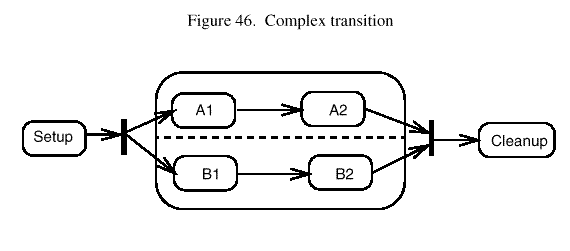 Figure 46. Complex transition
A1
A2
Setup
Cleanup
B1
B2